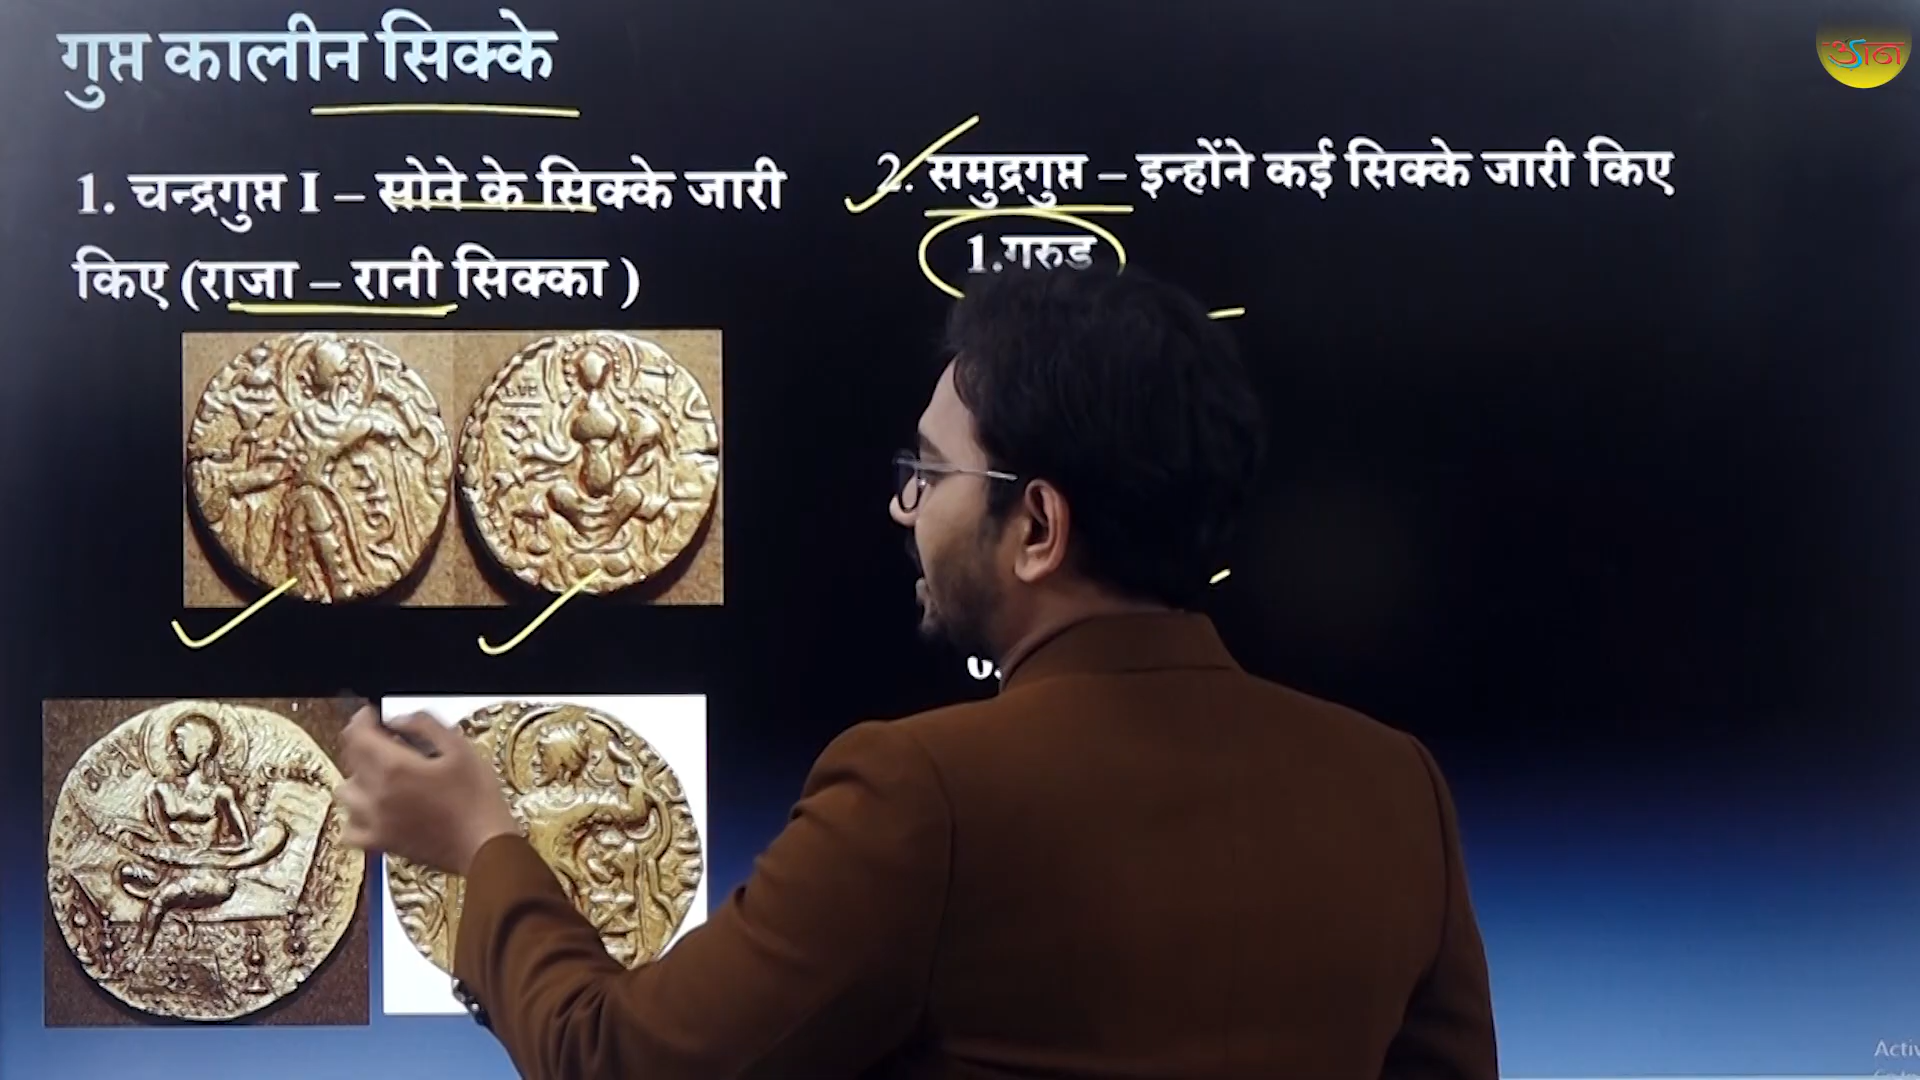 गुप्त कालीन सिक्के
1. चन्द्रगुप्त I – सोने के सिक्के जारी
किए (राजा – रानी सिक्का )
2. समुद्रगुप्त – इन्होंने कई सिक्के जारी किए
1.गरुड
ज्ञान